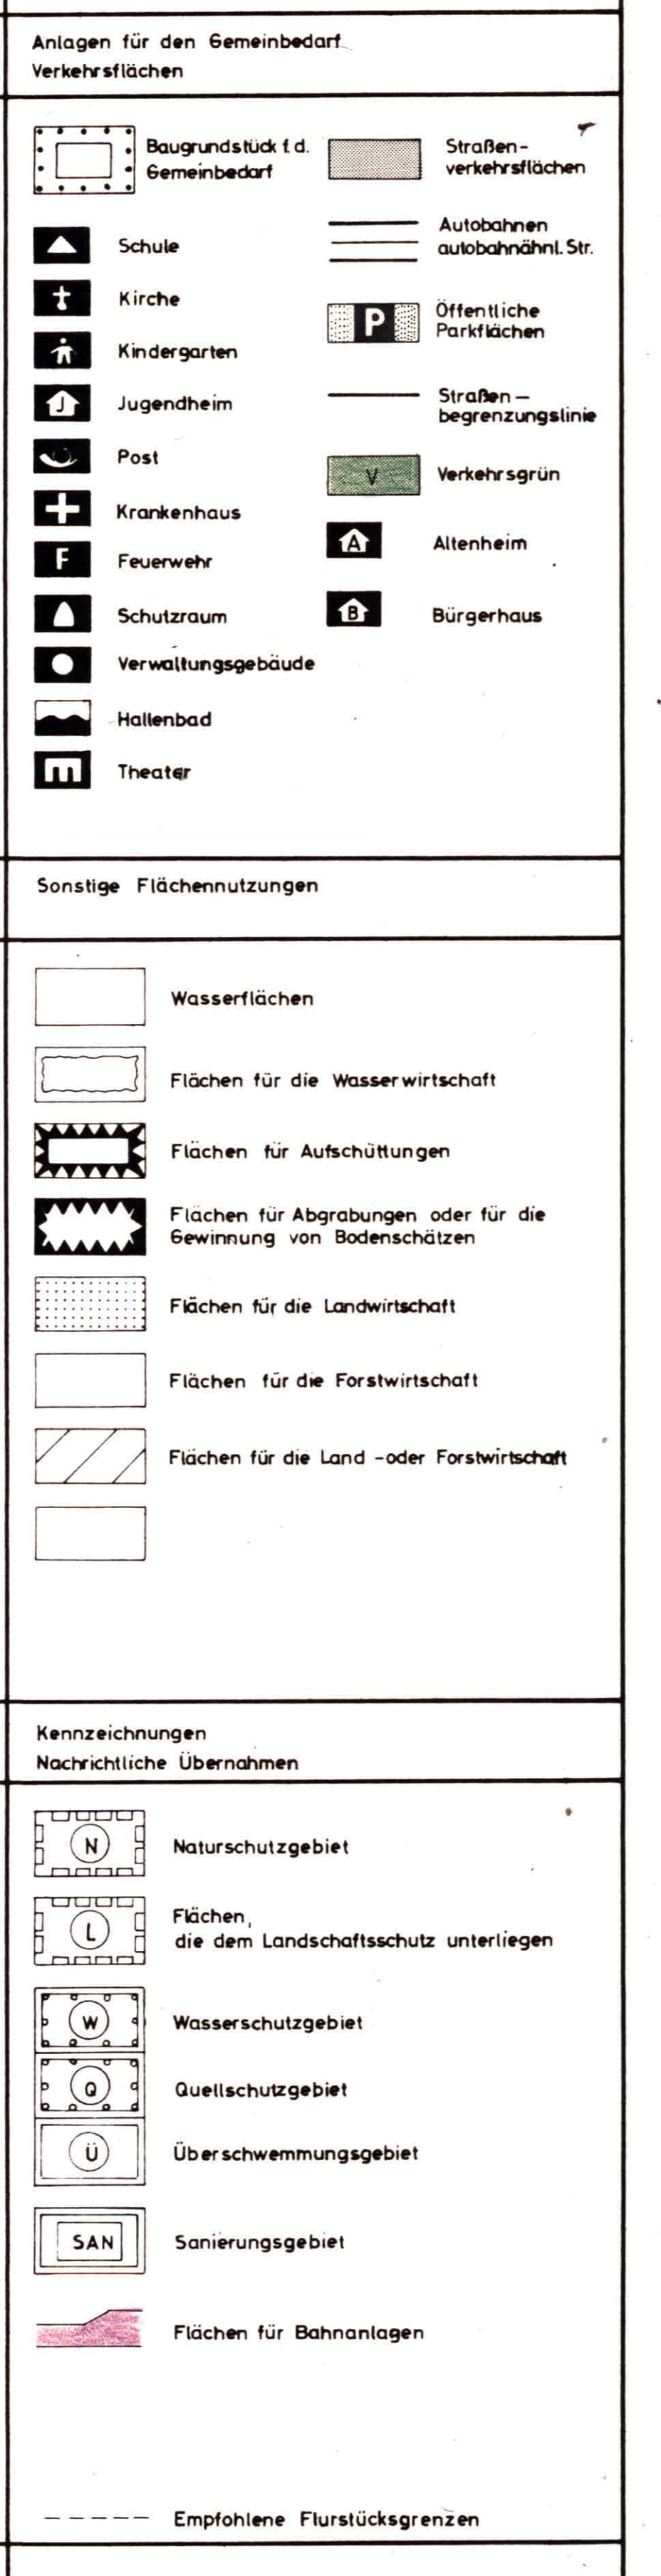 Anlagen für den Gemeinbedarf
Verkehrsflächen
Baugrundstück f. d.
Gemeinbedarf
Schule
Kirche
Kindergarten
J
Jugendheim
Post
Krankenhaus
F
Feuerwehr
Schutzraum
Verwaltungsgebäude
Hallenbad
Theater
Straßen-
verkehrsflächen
Autobahnen
autobahnähnl. Str.
P
Öffentliche
Parkflächen
Straßen-
begrenzungslinie
V
Verkehrsgrün
A
Altenheim
B
Bürgerhaus
Sonstige Flächennutzungen
Wasserflächen
Flächen für die Wasserwirtschaft
Flächen für Aufschüttungen
Flächen für Abgrabungen oder für die
Gewinnung von Bodenschätzen
Flächen für die Landwirtschaft
Flächen für die Forstwirtschaft
Flächen für die Land -oder Forstwirtschaft
Kennzeichnungen
Nachrichtliche Übernahmen
N
Naturschutzgebiet
L
Flächen,
die dem Landschaftsschutz unterliegen
W
Wasserschutzgebiet
Q
Quellschutzgebiet
Ü
Überschwemmungsgebiet
SAN
Sanierungsgebiet
Flächen für Bahnanlagen
Empfohlene Flurstücksgrenzen